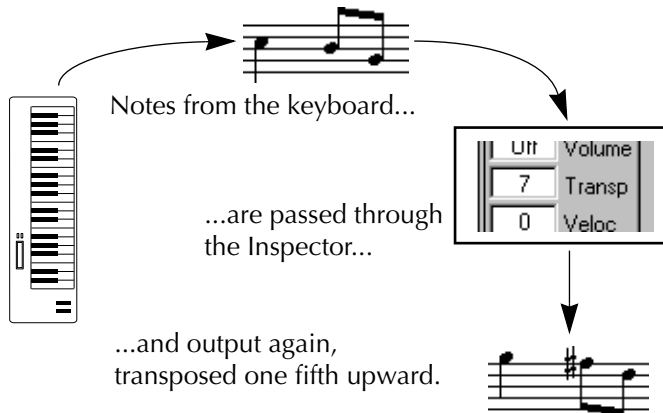 Notes from the keyboard...
Off Volume
7 Transp
0 Veloc
...are passed through
the Inspector...
...and output again,
transposed one fifth upward.